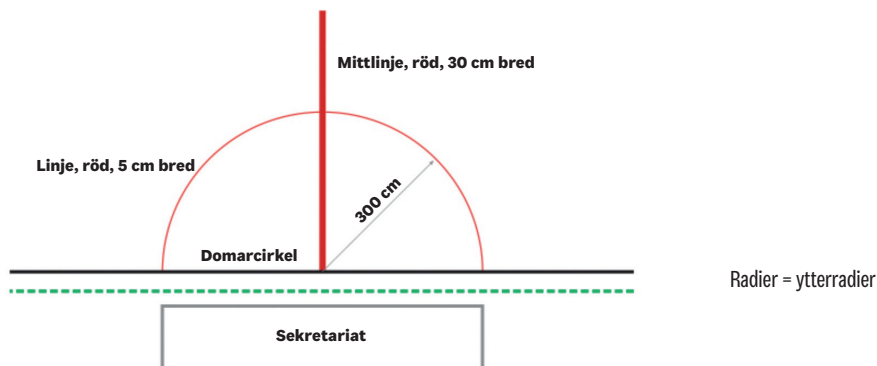 Mittlinje, röd, 30 cm bred
Linje, röd, 5 cm bred
300 cm
Domarcirkel
Radier = ytterradier
Sekretariat